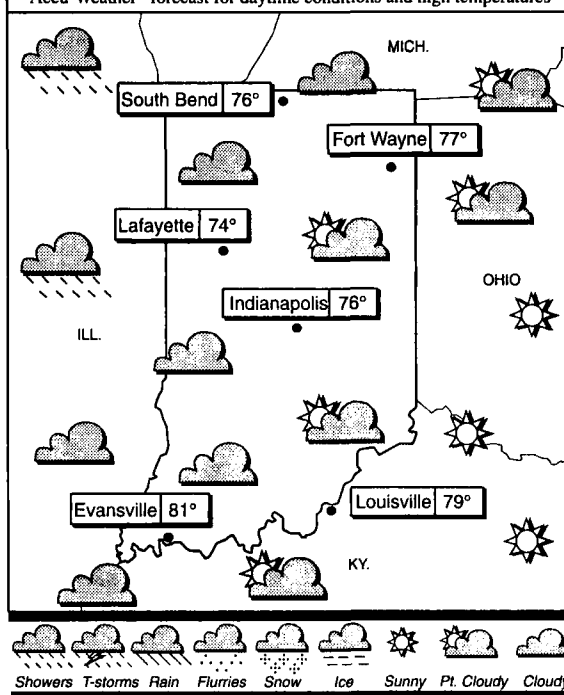 Accu-Weather® forecast for daytime conditions and high temperatures
MICH.
South Bend 76°
Fort Wayne 77°
Lafayette 74°
OHIO
Indianapolis 76°
ILL.
Evansville 81°
Louisville 79°
KY.
Showers T-storms Rain Flurries Snow Ice Sunny Pt. Cloudy Cloudy